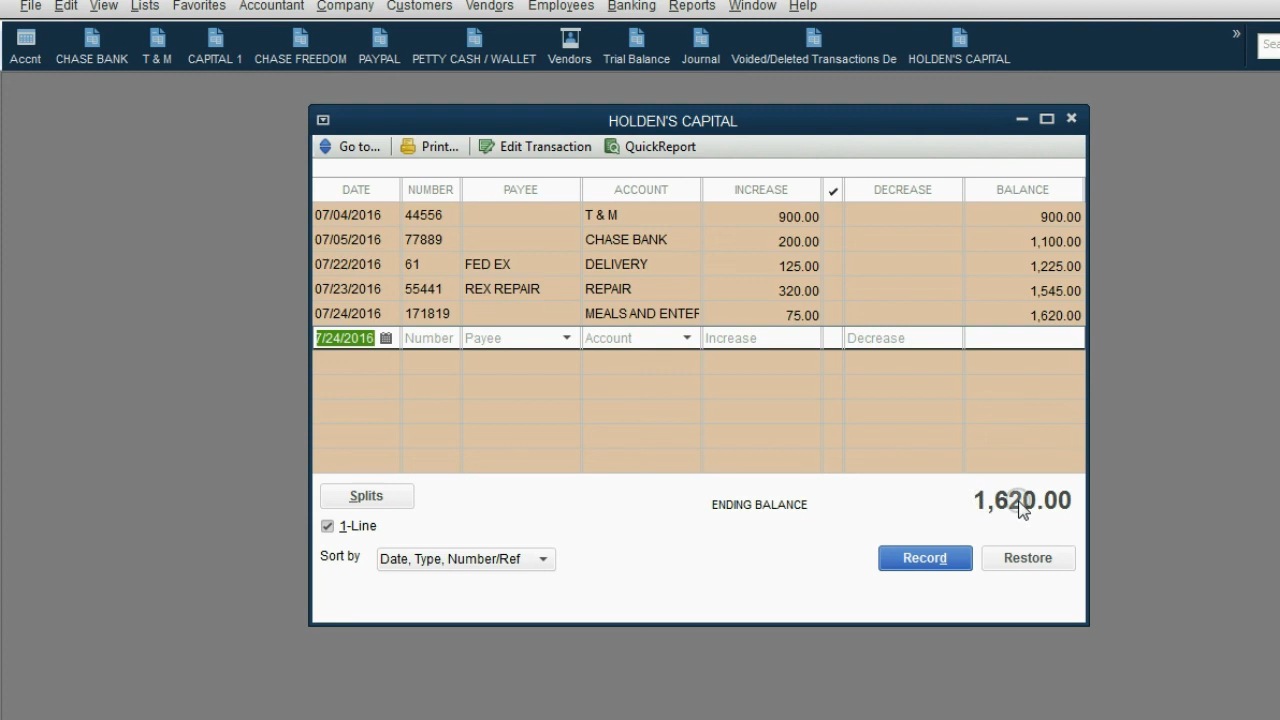 File Edit View Lists Favorites Accountant Company Customers Vendors Employees Banking Reports Window Help
Accnt CHASE BANK T & M CAPITAL 1 CHASE FREEDOM PAYPAL PETTY CASH / WALLET Vendors Trial Balance Journal Voided/Deleted Transactions De HOLDEN'S CAPITAL » Sea
HOLDEN'S CAPITAL
Go to... Print... Edit Transaction QuickReport
DATE NUMBER PAYEE ACCOUNT INCREASE ✓ DECREASE BALANCE
07/04/2016 44556 T & M 900.00 900.00
07/05/2016 77889 CHASE BANK 200.00 1,100.00
07/22/2016 61 FED EX DELIVERY 125.00 1,225.00
07/23/2016 55441 REX REPAIR REPAIR 320.00 1,545.00
07/24/2016 171819 MEALS AND ENTER 75.00 1,620.00
7/24/2016 Number Payee Account Increase Decrease
Splits ENDING BALANCE 1,620.00
1-Line
Sort by Date, Type, Number/Ref Record Restore